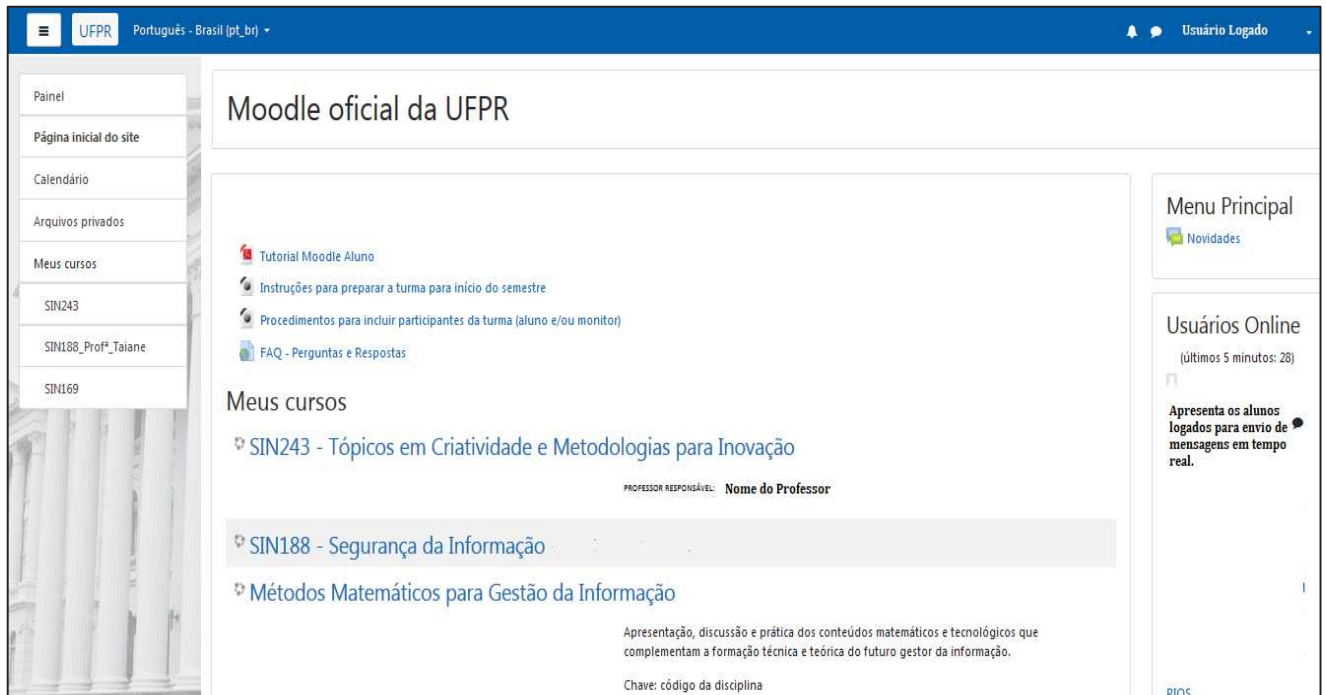 UFPR
Português - Brasil (pt_br)
Usuário Logado
Painel
Página inicial do site
Calendário
Arquivos privados
Meus cursos
SIN243
SIN188_Profª_Taiane
SIN169
Moodle oficial da UFPR
Tutorial Moodle Aluno
Instruções para preparar a turma para início do semestre
Procedimentos para incluir participantes da turma (aluno e/ou monitor)
FAQ - Perguntas e Respostas
Meus cursos
SIN243 - Tópicos em Criatividade e Metodologias para Inovação
PROFESSOR RESPONSÁVEL: Nome do Professor
SIN188 - Segurança da Informação
Métodos Matemáticos para Gestão da Informação
Apresentação, discussão e prática dos conteúdos matemáticos e tecnológicos que
complementam a formação técnica e teórica do futuro gestor da informação.
Chave: código da disciplina
Menu Principal
Novidades
Usuários Online
(últimos 5 minutos: 28)
Apresenta os alunos
logados para envio de
mensagens em tempo
real.